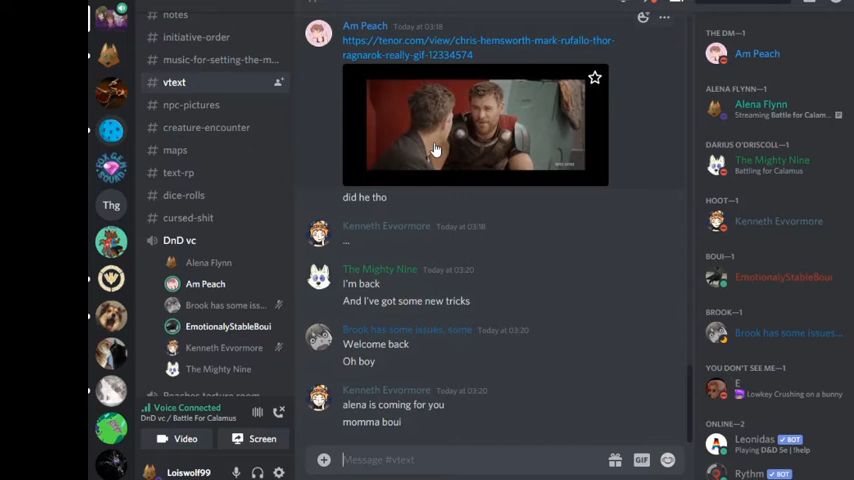 notes
initiative-order
music-for-setting-the-m...
vtext
npc-pictures
creature-encounter
maps
text-rp
dice-rolls
cursed-shit
DnD vc
Alena Flynn
Am Peach
Brook has some iss...
EmotionalyStableBoui
Kenneth Evvormore
The Mighty Nine
Voice Connected
DnD vc / Battle For Calamus
Video
Screen
Loiswolf99
Thg
Am Peach Today at 03:18
https://tenor.com/view/chris-hemsworth-mark-rufallo-thor-
ragnarok-really-gif-12334574
did he tho
Kenneth Evvormore Today at 03:18
...
The Mighty Nine Today at 03:20
I'm back
And I've got some new tricks
Brook has some issues, some Today at 03:20
Welcome back
Oh boy
Kenneth Evvormore Today at 03:20
alena is coming for you
momma boui
Message #vtext
GIF
THE DM—1
Am Peach
ALENA FLYNN—1
Alena Flynn
Streaming Battle for Calam...
DARIUS O'DRISCOLL—1
The Mighty Nine
Battling for Calamus
HOOT—1
Kenneth Evvormore
BOUI—1
EmotionalyStableBoui
BROOK—1
Brook has some issues...
YOU DON'T SEE ME—1
E
Lowkey Crushing on a bunny
ONLINE—2
Leonidas BOT
Playing D&D 5e | !help
Rythm BOT